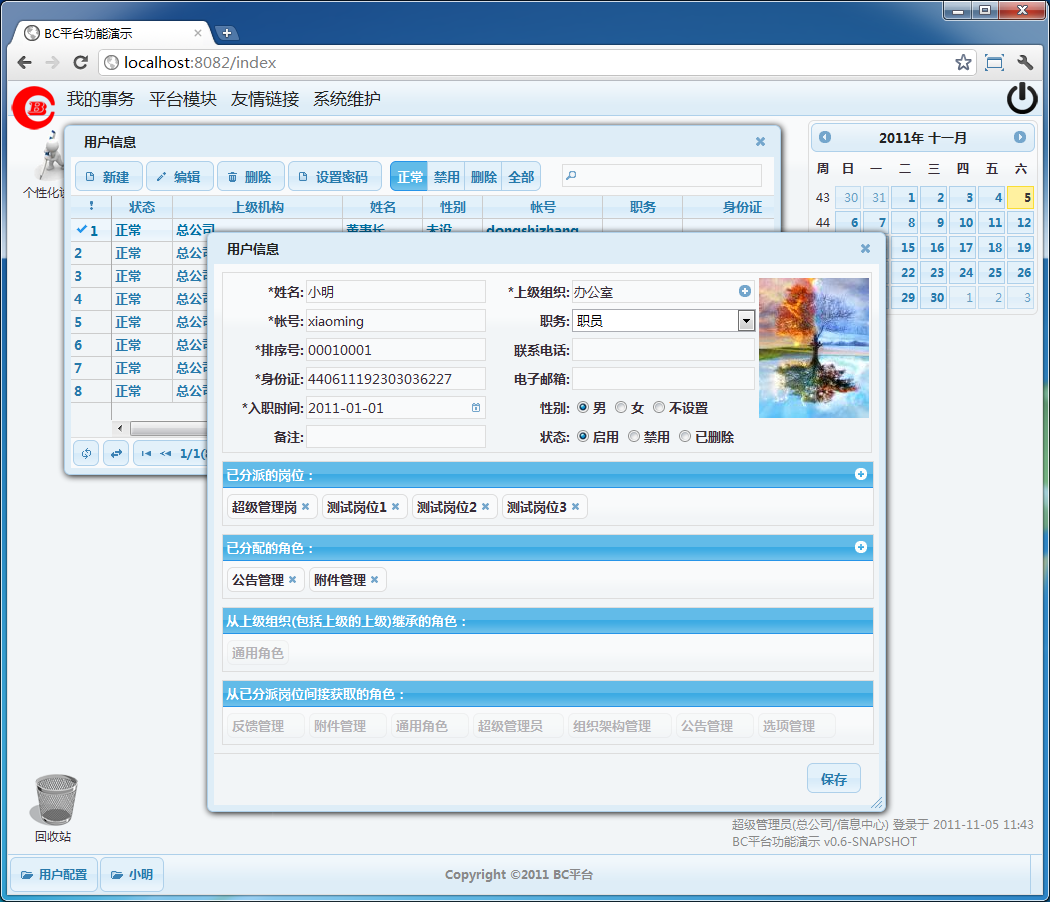 BC平台功能演示
localhost:8082/index
我的事务 平台模块 友情链接 系统维护
用户信息
新建 编辑 删除 设置密码 正常 禁用 删除 全部
! 状态 上级机构 姓名 性别 帐号 职务 身份证
1 正常 总公司 董事长 未设 dongshizhang
2 正常 总公司
3 正常 总公司
4 正常 总公司
5 正常 总公司
6 正常 总公司
7 正常 总公司
8 正常 总公司
1/1(8
个性化设
2011年 十一月
周 日 一 二 三 四 五 六
43 30 31 1 2 3 4 5
44 6 7 8 9 10 11 12
15 16 17 18 19
22 23 24 25 26
29 30 1 2 3
用户信息
*姓名: 小明 *上级组织: 办公室
*帐号: xiaoming 职务: 职员
*排序号: 00010001 联系电话:
*身份证: 440611192303036227 电子邮箱:
*入职时间: 2011-01-01 性别: 男 女 不设置
备注: 状态: 启用 禁用 已删除
已分派的岗位：
超级管理岗 测试岗位1 测试岗位2 测试岗位3
已分配的角色：
公告管理 附件管理
从上级组织(包括上级的上级)继承的角色：
通用角色
从已分派岗位间接获取的角色：
反馈管理 附件管理 通用角色 超级管理员 组织架构管理 公告管理 选项管理
保存
回收站
超级管理员(总公司/信息中心) 登录于 2011-11-05 11:43
BC平台功能演示 v0.6-SNAPSHOT
用户配置 小明 Copyright ©2011 BC平台